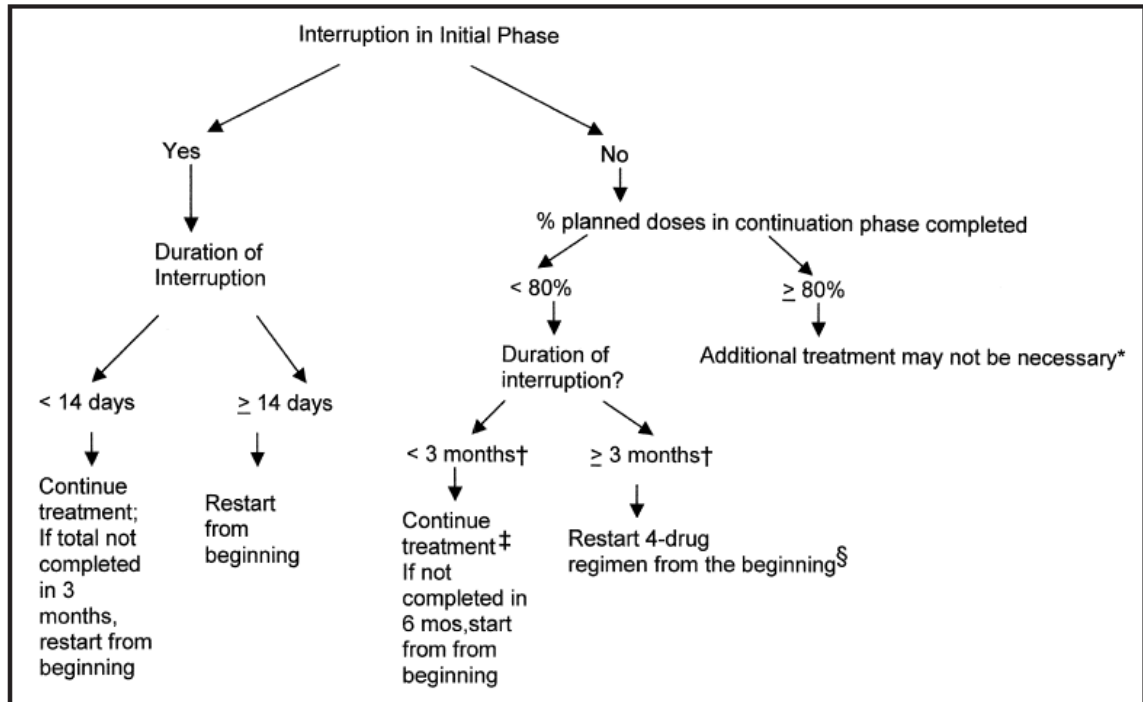 Interruption in Initial Phase
Yes
No
Duration of
Interruption
% planned doses in continuation phase completed
< 80%
≥ 80%
Duration of
interruption?
Additional treatment may not be necessary*
< 14 days
≥ 14 days
< 3 months†
≥ 3 months†
Continue
treatment;
If total not
completed
in 3
months,
restart from
beginning
Restart
from
beginning
Continue
treatment‡
If not
completed in
6 mos,start
from from
beginning
Restart 4-drug
regimen from the beginning§